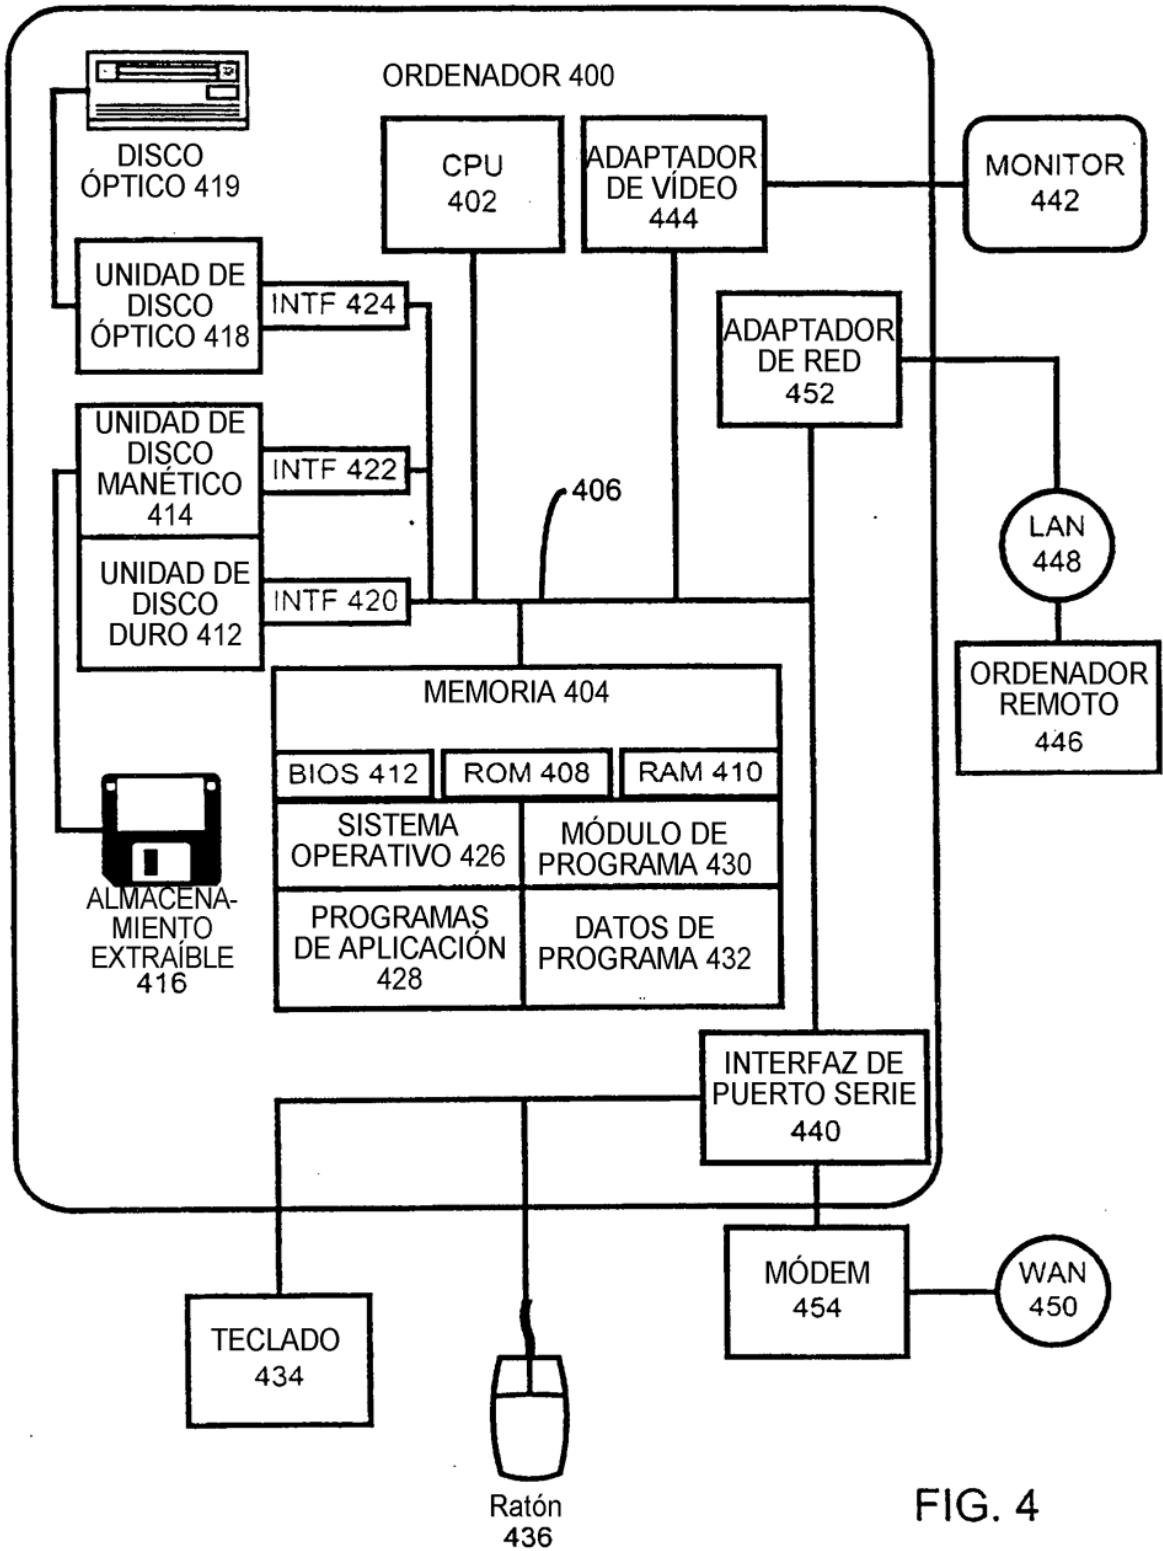 ORDENADOR 400
DISCO
ÓPTICO 419
CPU
402
ADAPTADOR
DE VÍDEO
444
MONITOR
442
UNIDAD DE
DISCO
ÓPTICO 418
INTF 424
ADAPTADOR
DE RED
452
UNIDAD DE
DISCO
MANÉTICO
414
INTF 422
406
LAN
448
UNIDAD DE
DISCO
DURO 412
INTF 420
ORDENADOR
REMOTO
446
MEMORIA 404
BIOS 412
ROM 408
RAM 410
SISTEMA
OPERATIVO 426
MÓDULO DE
PROGRAMA 430
PROGRAMAS
DE APLICACIÓN
428
DATOS DE
PROGRAMA 432
ALMACENA-
MIENTO
EXTRAÍBLE
416
INTERFAZ DE
PUERTO SERIE
440
MÓDEM
454
WAN
450
TECLADO
434
Ratón
436
FIG. 4